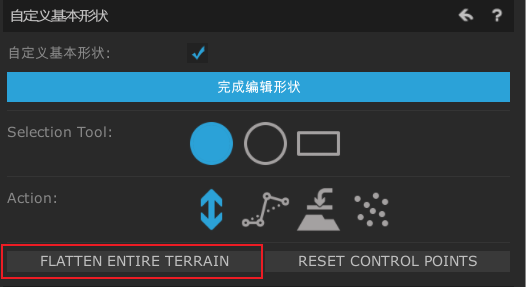 自定义基本形状
?
自定义基本形状:
完成编辑形状
Selection Tool:
Action:
FLATTEN ENTIRE TERRAIN
RESET CONTROL POINTS